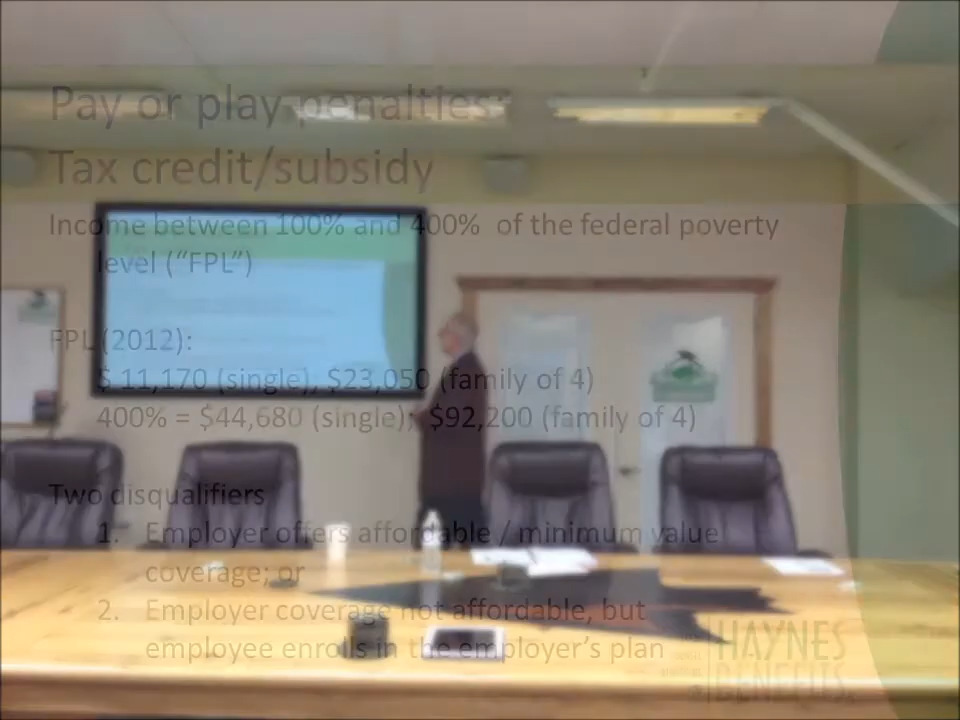 Pay or play penalties:
Tax credit/subsidy
Income between 100% and 400% of the federal poverty
level (“FPL”)
FPL (2012):
$ 11,170 (single), $23,050 (family of 4)
400% = $44,680 (single); $92,200 (family of 4)
Two disqualifiers
1. Employer offers affordable / minimum value
coverage; or
2. Employer coverage not affordable, but
employee enrolls in the employer’s plan
HAYNES
BENEFITS